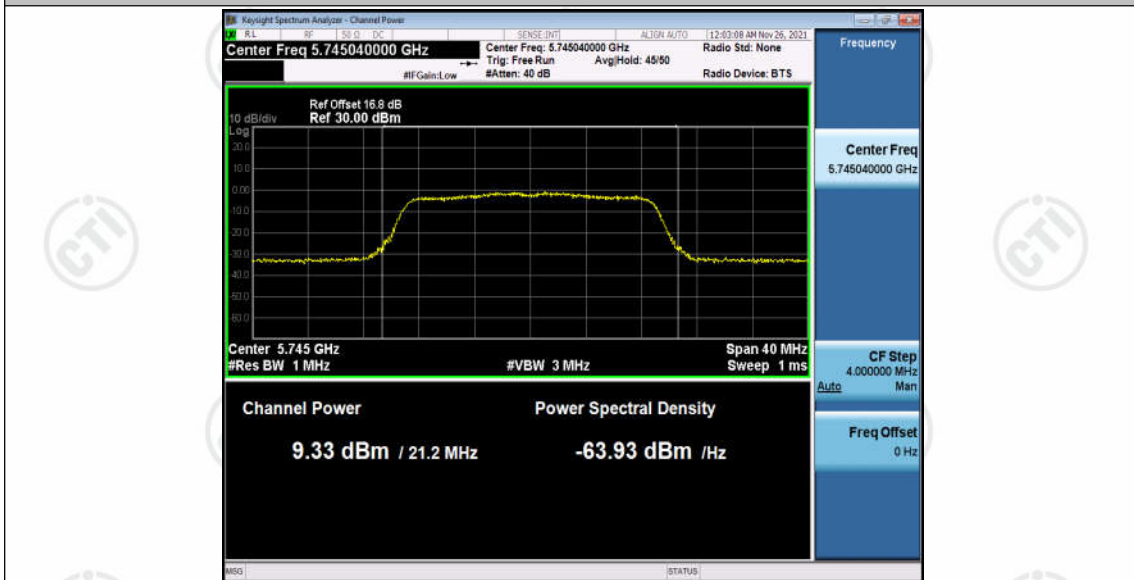 Keysight Spectrum Analyzer - Channel Power
RL RF 50 Ω DC SENSE:INT ALIGN AUTO 12:03:08 AM Nov 26, 2021
Center Freq 5.745040000 GHz
Center Freq: 5.745040000 GHz Radio Std: None
Trig: Free Run Avg|Hold: 45/50
#IFGain:Low #Atten: 40 dB Radio Device: BTS
Ref Offset 16.8 dB
10 dB/div Ref 30.00 dBm
Log
20.0
10.0
0.00
-10.0
-20.0
-30.0
-40.0
-50.0
-60.0
Center 5.745 GHz Span 40 MHz
#Res BW 1 MHz #VBW 3 MHz Sweep 1 ms
Channel Power Power Spectral Density
9.33 dBm / 21.2 MHz -63.93 dBm /Hz
MSG STATUS
Frequency
Center Freq
5.745040000 GHz
CF Step
4.000000 MHz
Auto Man
Freq Offset
0 Hz
CTI
CTI